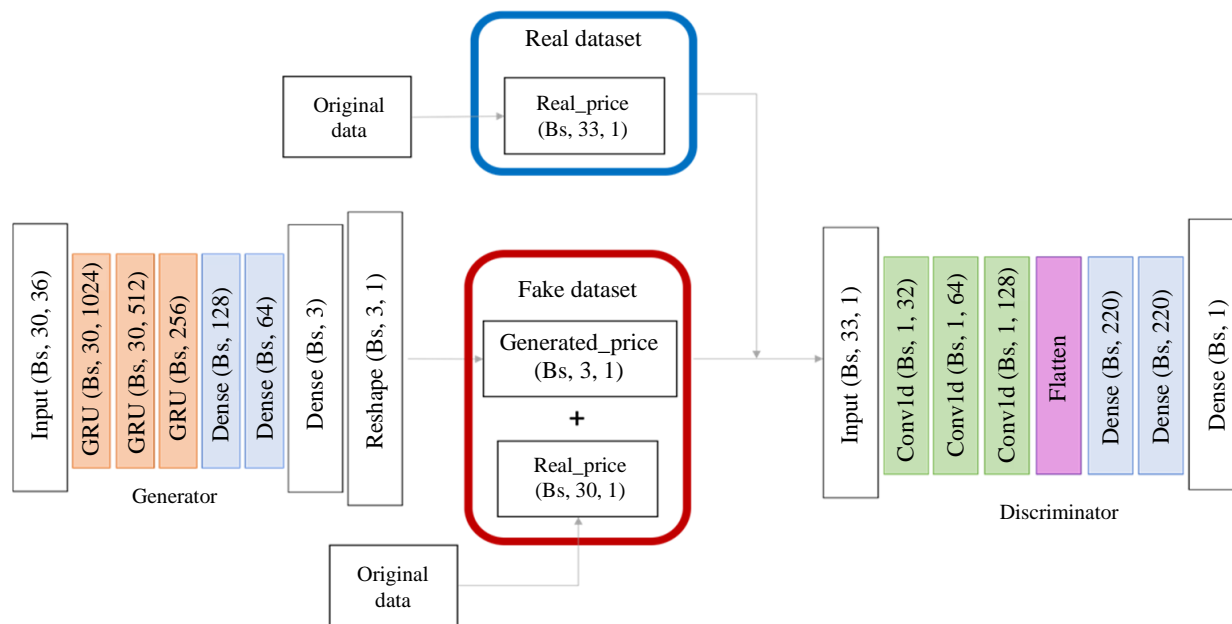 Real dataset
Original
data
Real_price
(Bs, 33, 1)
Input (Bs, 30, 36)
GRU (Bs, 30, 1024)
GRU (Bs, 30, 512)
GRU (Bs, 256)
Dense (Bs, 128)
Dense (Bs, 64)
Dense (Bs, 3)
Reshape (Bs, 3, 1)
Generator
Fake dataset
Generated_price
(Bs, 3, 1)
+
Real_price
(Bs, 30, 1)
Original
data
Input (Bs, 33, 1)
Conv1d (Bs, 1, 32)
Conv1d (Bs, 1, 64)
Conv1d (Bs, 1, 128)
Flatten
Dense (Bs, 220)
Dense (Bs, 220)
Dense (Bs, 1)
Discriminator